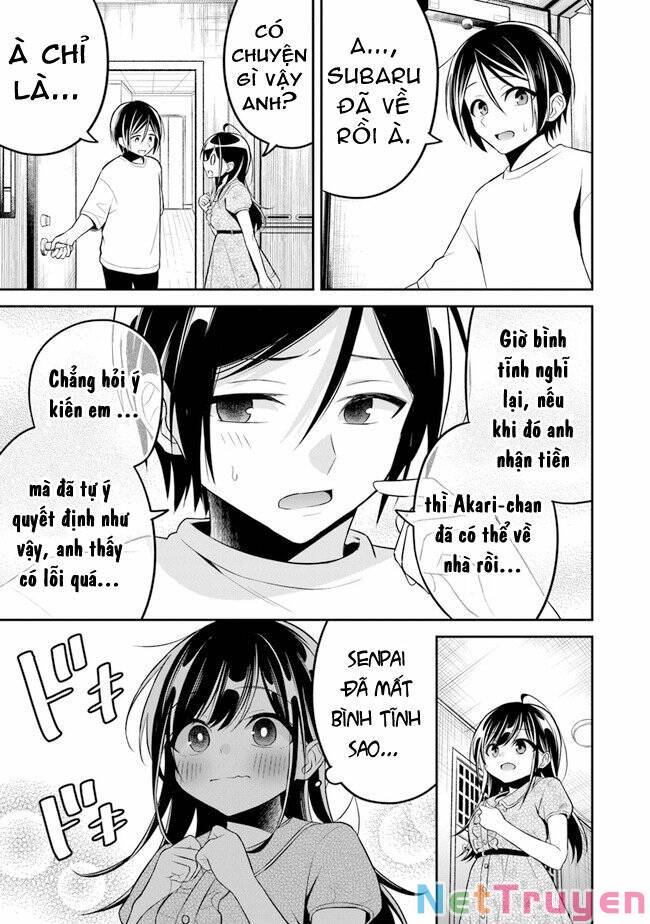 A...,
SUBARU
ĐÃ VỀ
RỒI À.
CÓ
CHUYỆN
GÌ VẬY
ANH?
À CHỈ
LÀ...
Giờ bình
tĩnh nghĩ
lại, nếu
khi đó anh
nhận tiền
thì Akari-chan
đã có thể về
nhà rồi...
Chẳng hỏi ý
kiến em ...
mà đã tự ý
quyết định như
vậy, anh thấy
có lỗi quá...
SENPAI
ĐÃ MẤT
BÌNH TĨNH
SAO...
ドキ
ドキ
NetTruyen